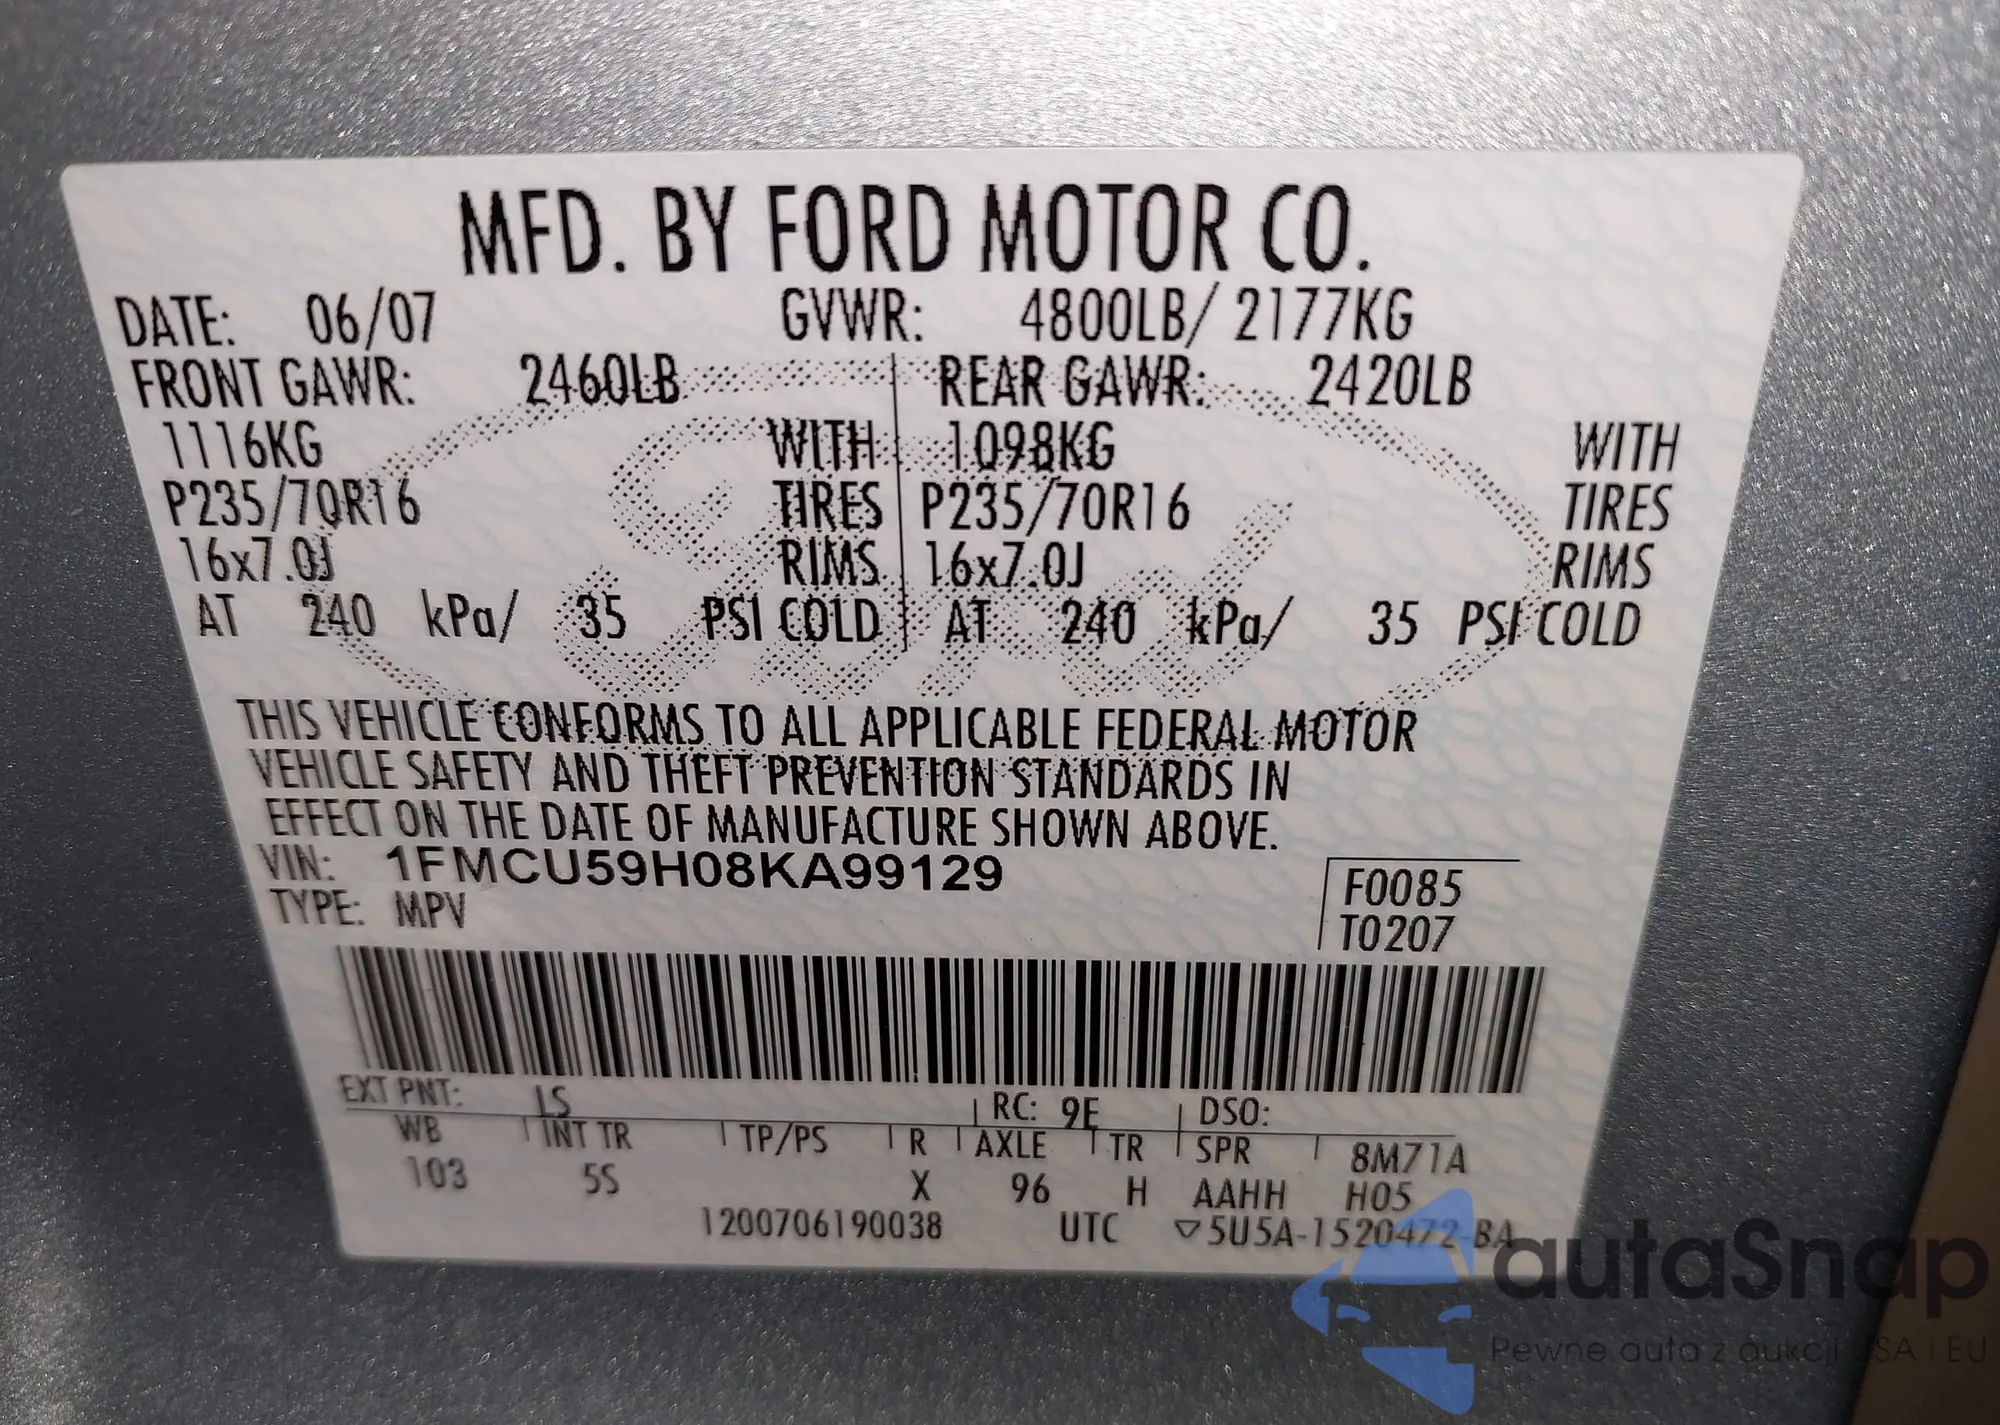 MFD. BY FORD MOTOR CO.
DATE: 06/07 GVWR: 4800LB/ 2177KG
FRONT GAWR: 2460LB REAR GAWR: 2420LB
1116KG WITH 1098KG WITH
P235/70R16 TIRES P235/70R16 TIRES
16x7.0J RIMS 16x7.0J RIMS
AT 240 kPa/ 35 PSI COLD AT 240 kPa/ 35 PSI COLD
THIS VEHICLE CONFORMS TO ALL APPLICABLE FEDERAL MOTOR
VEHICLE SAFETY AND THEFT PREVENTION STANDARDS IN
EFFECT ON THE DATE OF MANUFACTURE SHOWN ABOVE.
VIN: 1FMCU59H08KA99129
TYPE: MPV
F0085
T0207
EXT PNT: LS RC: 9E DSO:
WB INT TR TP/PS R AXLE TR SPR 8M71A
103 5S X 96 H AAHH H05
1200706190038 UTC ▽5U5A-1520472-BA
autaSnap
Pewne auta z aukcji USA i EU